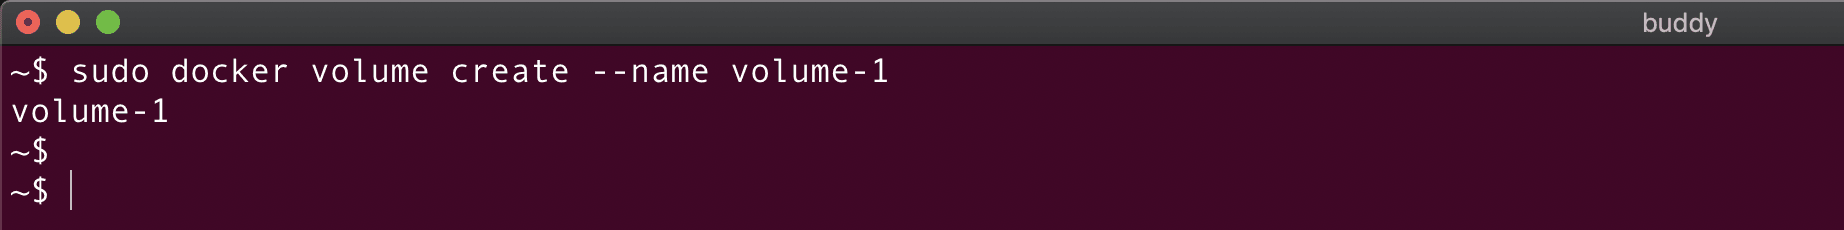 buddy
~$ sudo docker volume create --name volume-1
volume-1
~$
~$